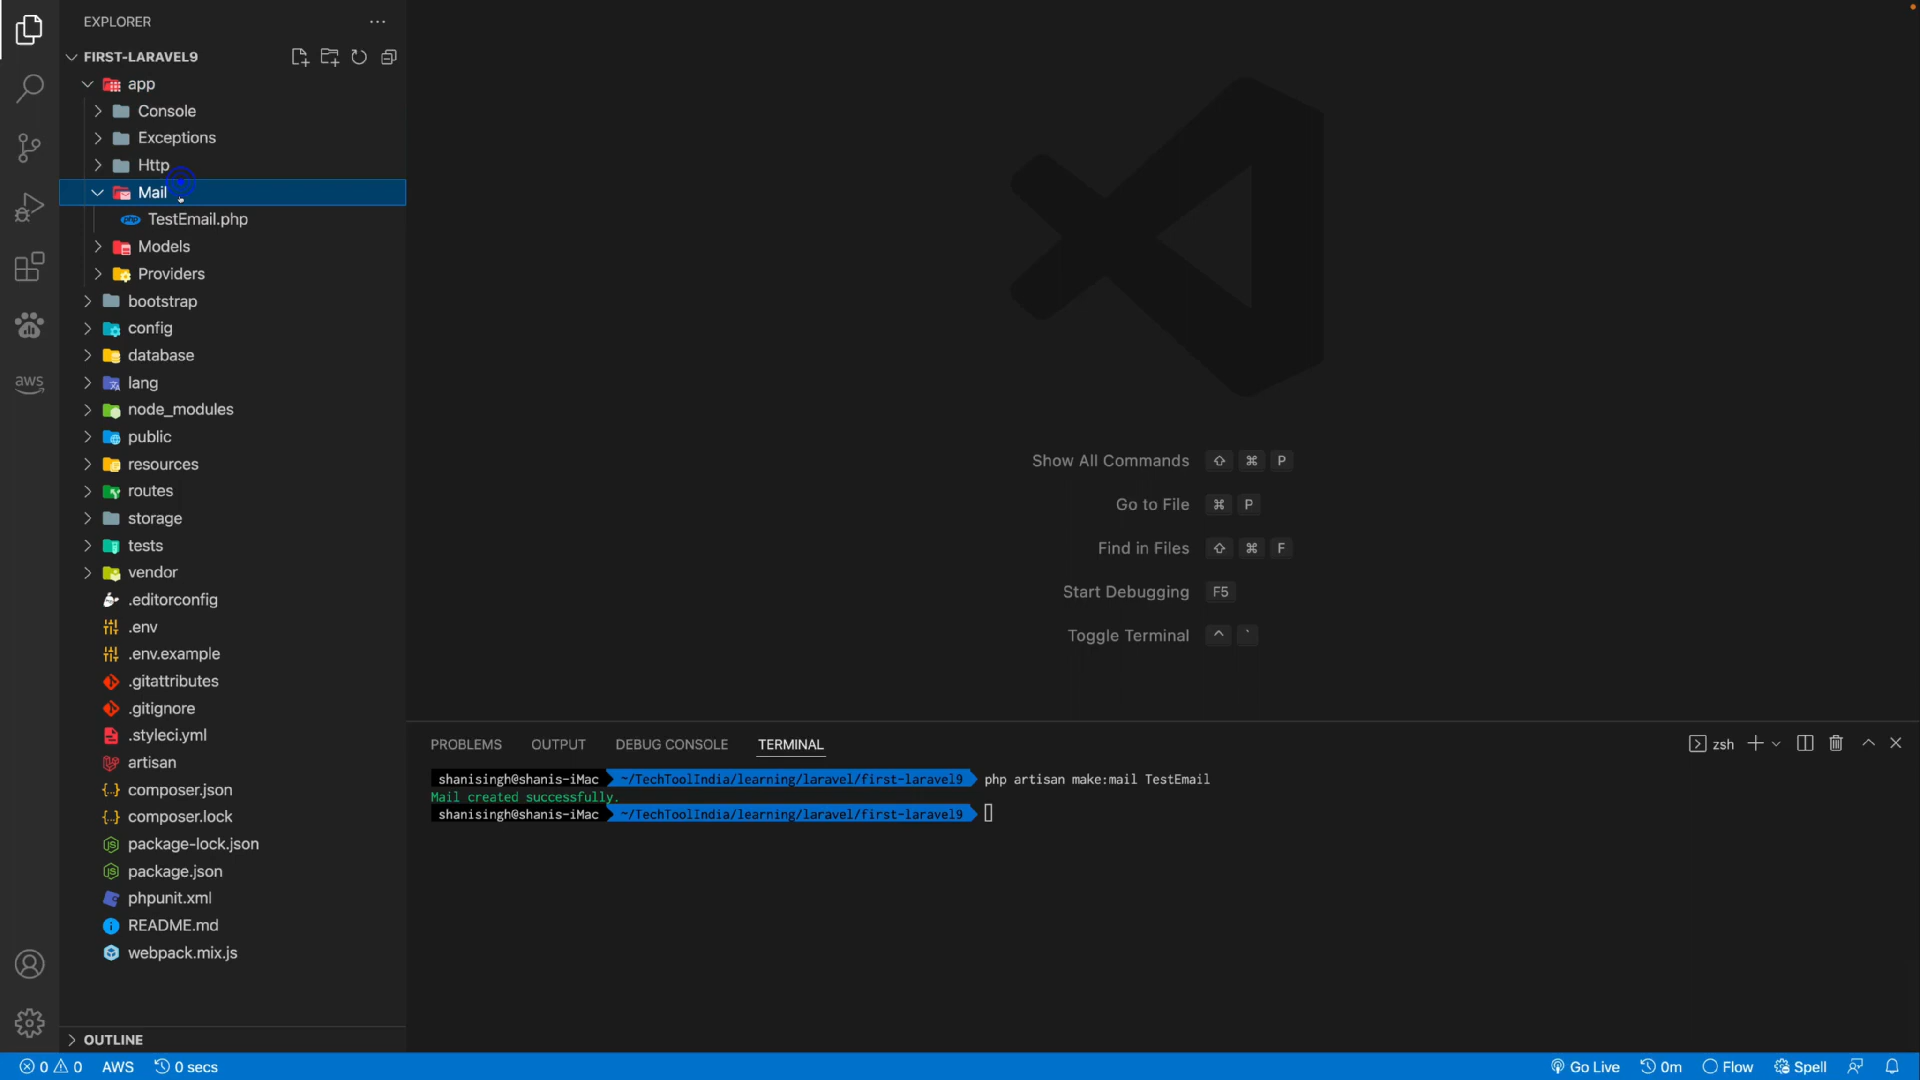 EXPLORER
FIRST-LARAVEL9
app
Console
Exceptions
Http
Mail
TestEmail.php
Models
Providers
bootstrap
config
database
lang
node_modules
public
resources
routes
storage
tests
vendor
.editorconfig
.env
.env.example
.gitattributes
.gitignore
.styleci.yml
artisan
composer.json
composer.lock
package-lock.json
package.json
phpunit.xml
README.md
webpack.mix.js
OUTLINE
aws
Show All Commands ⇧ ⌘ P
Go to File ⌘ P
Find in Files ⇧ ⌘ F
Start Debugging F5
Toggle Terminal ^ `
PROBLEMS OUTPUT DEBUG CONSOLE TERMINAL
zsh
shanisingh@shanis-iMac ~/TechToolIndia/learning/laravel/first-laravel9 php artisan make:mail TestEmail
Mail created successfully.
shanisingh@shanis-iMac ~/TechToolIndia/learning/laravel/first-laravel9
0 0 AWS 0 secs
Go Live 0m Flow Spell